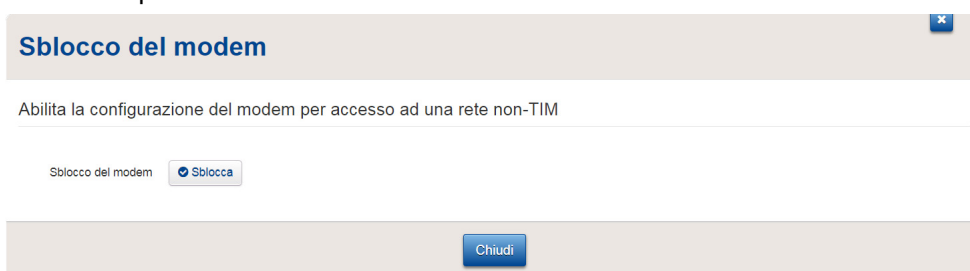 Sblocco del modem
Abilita la configurazione del modem per accesso ad una rete non-TIM
Sblocco del modem Sblocca
Chiudi